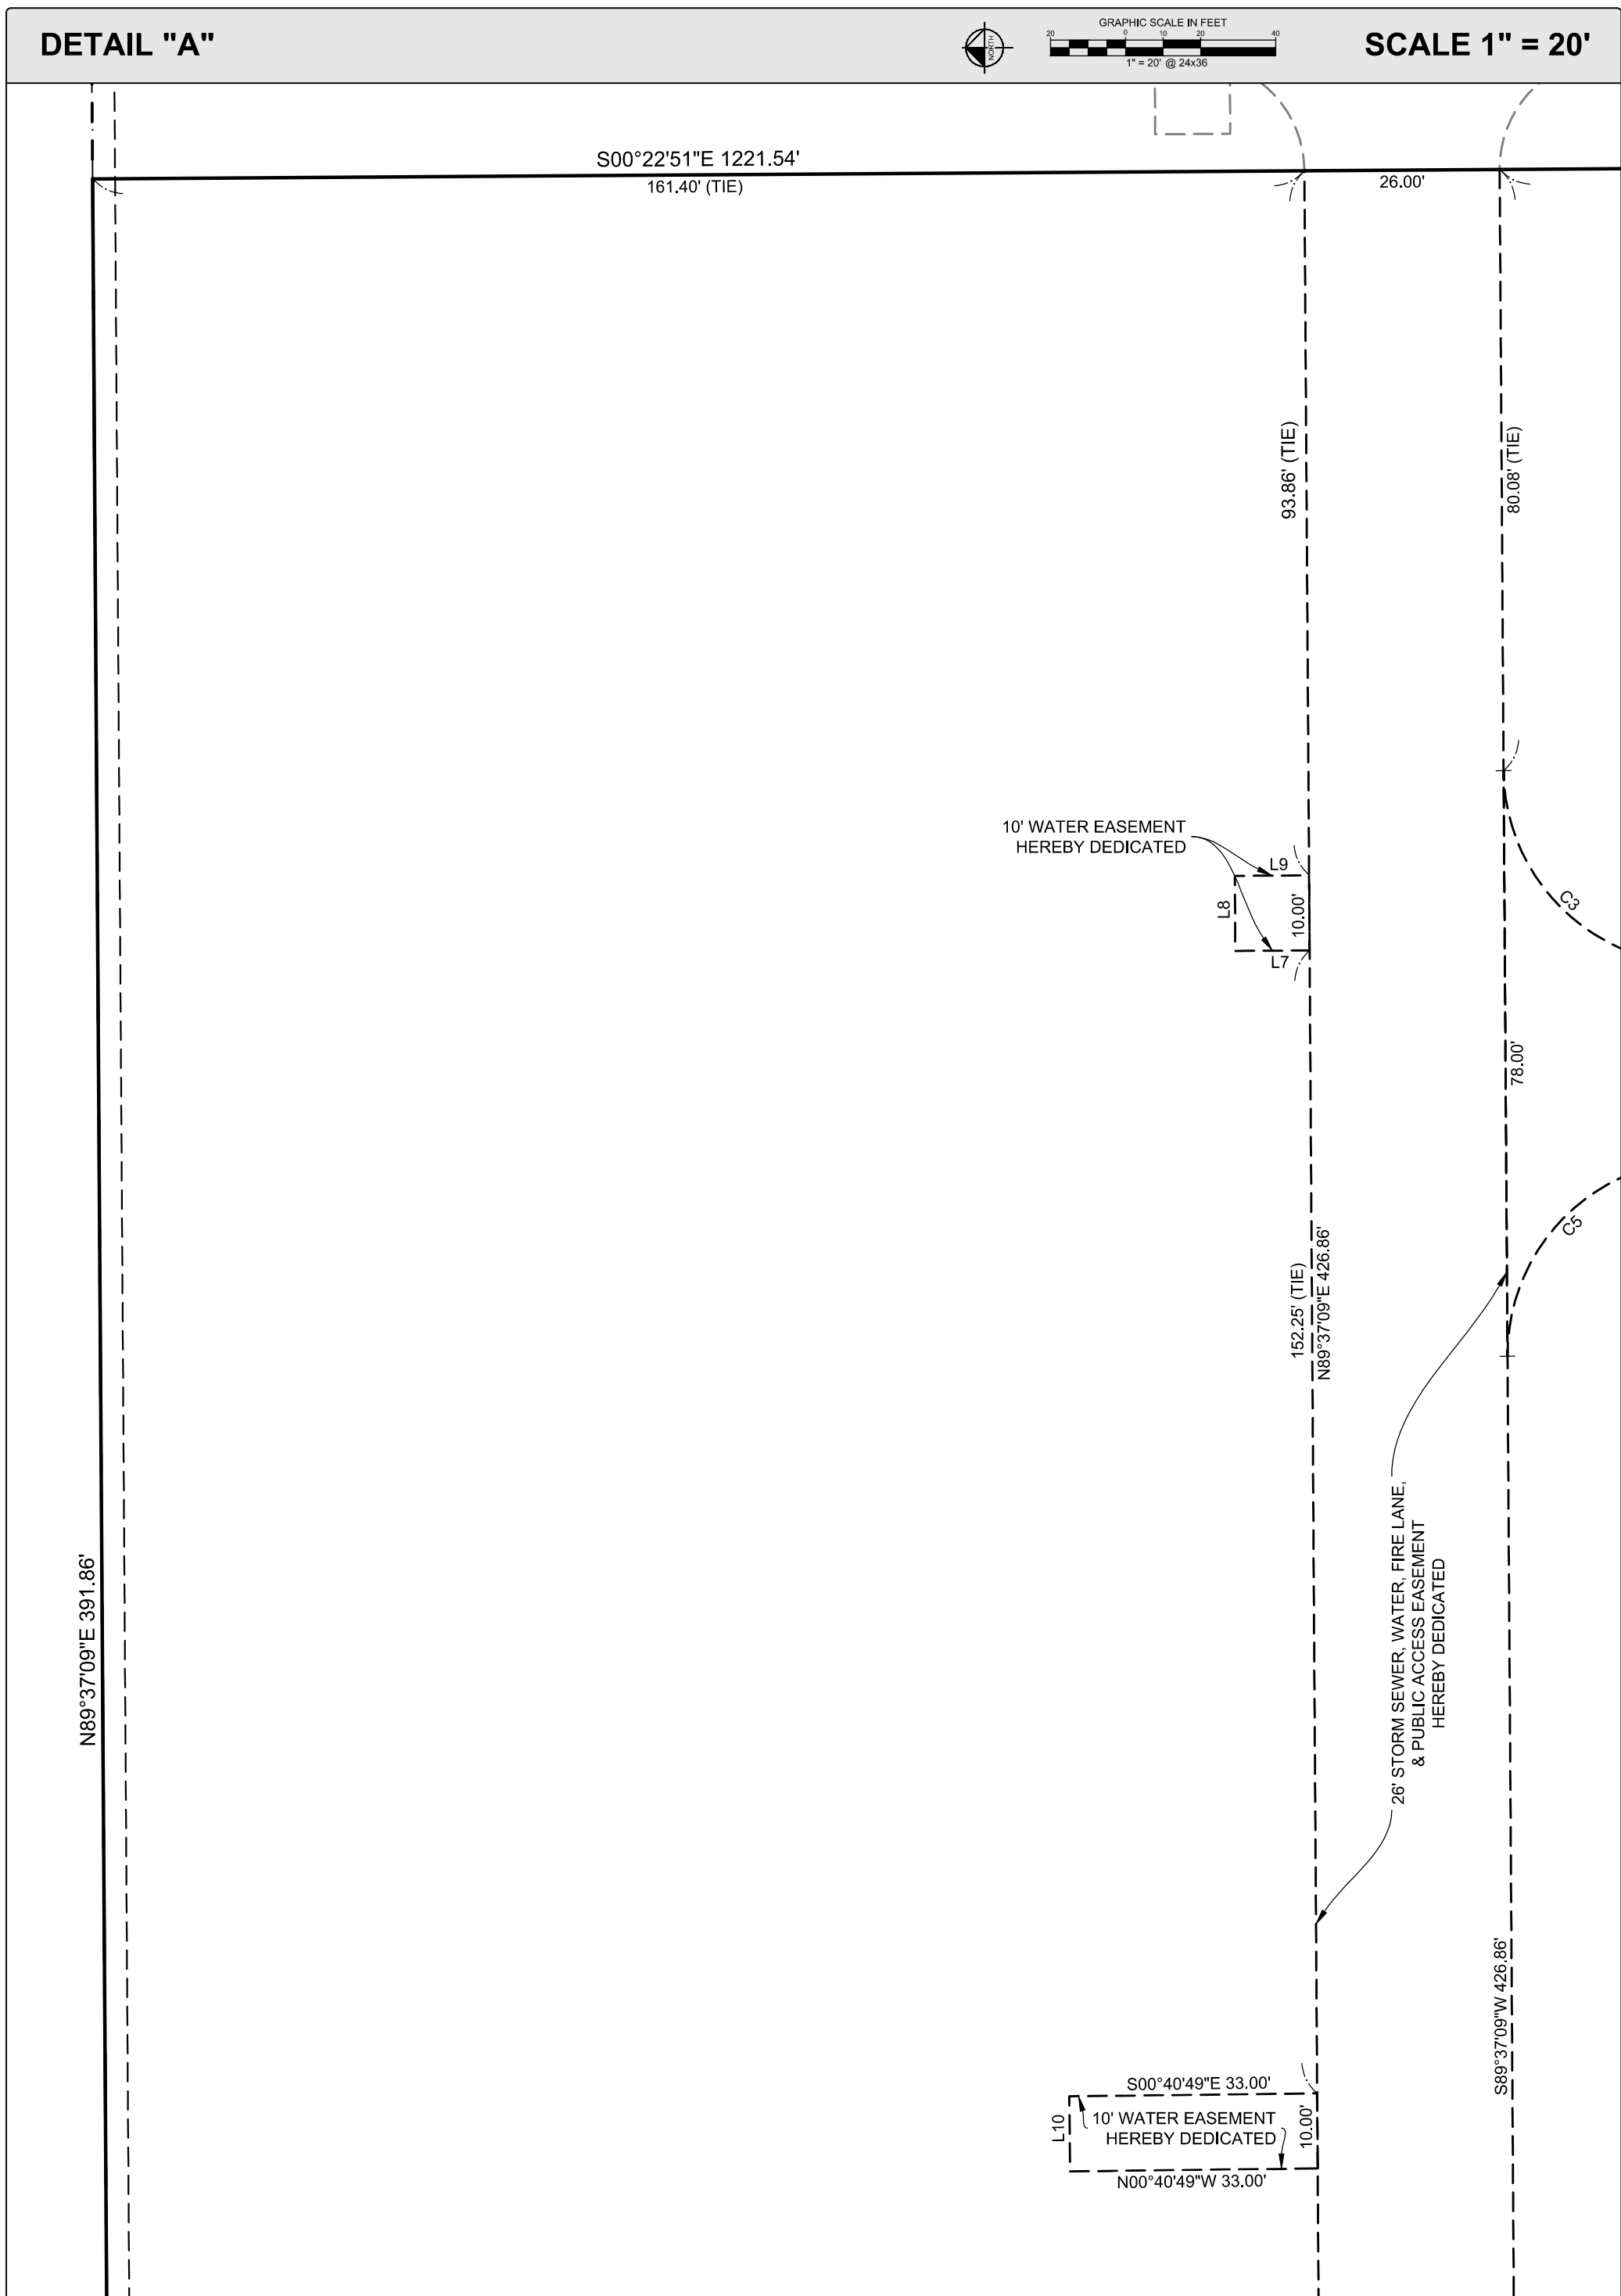 DETAIL "A"
NORTH
GRAPHIC SCALE IN FEET
20 0 10 20 40
1" = 20' @ 24x36
SCALE 1" = 20'
S00°22'51"E 1221.54'
161.40' (TIE)
26.00'
93.86' (TIE)
80.08' (TIE)
10' WATER EASEMENT
HEREBY DEDICATED
L9
L8
10.00'
L7
C3
78.00'
C5
152.25' (TIE)
N89°37'09"E 426.86'
N89°37'09"E 391.86'
26' STORM SEWER, WATER, FIRE LANE,
& PUBLIC ACCESS EASEMENT
HEREBY DEDICATED
S89°37'09"W 426.86'
S00°40'49"E 33.00'
L10
10' WATER EASEMENT
HEREBY DEDICATED
10.00'
N00°40'49"W 33.00'